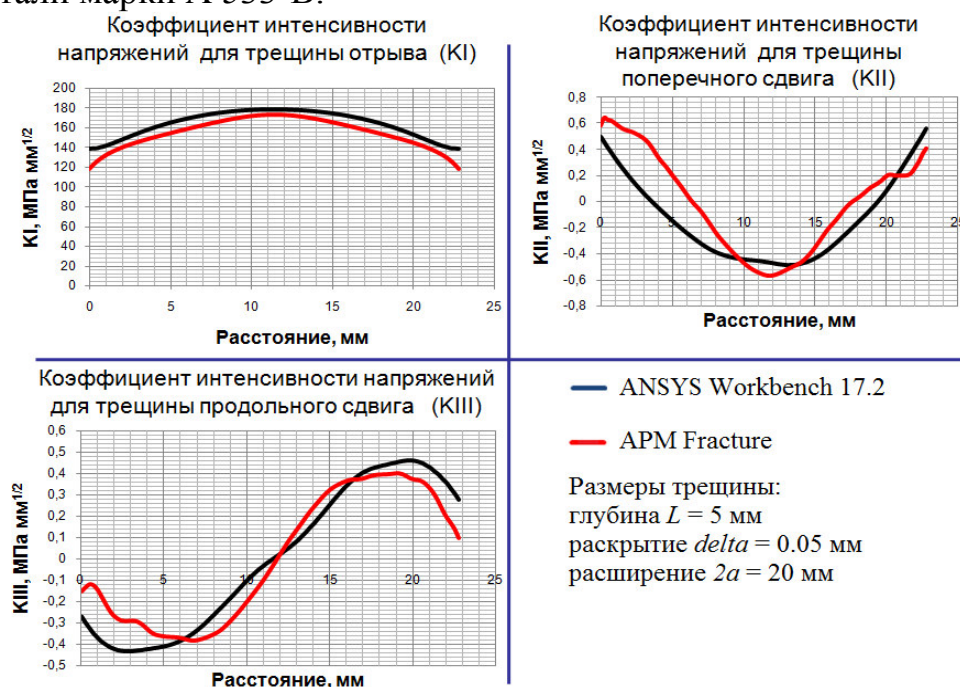 тали марки А 533-В.
Коэффициент интенсивности
напряжений для трещины отрыва (KI)
200
180
160
140
120
100
80
60
40
20
0
KI, МПа мм1/2
0 5 10 15 20 25
Расстояние, мм
Коэффициент интенсивности
напряжений для трещины
поперечного сдвига (KII)
0,8
0,6
0,4
0,2
0
-0,2
-0,4
-0,6
-0,8
KII, МПа мм1/2
0 5 10 15 20 25
Расстояние, мм
Коэффициент интенсивности напряжений
для трещины продольного сдвига (KIII)
0,6
0,5
0,4
0,3
0,2
0,1
0
-0,1
-0,2
-0,3
-0,4
-0,5
KIII, МПа мм1/2
0 5 10 15 20 25
Расстояние, мм
ANSYS Workbench 17.2
APM Fracture
Размеры трещины:
глубина L = 5 мм
раскрытие delta = 0.05 мм
расширение 2a = 20 мм